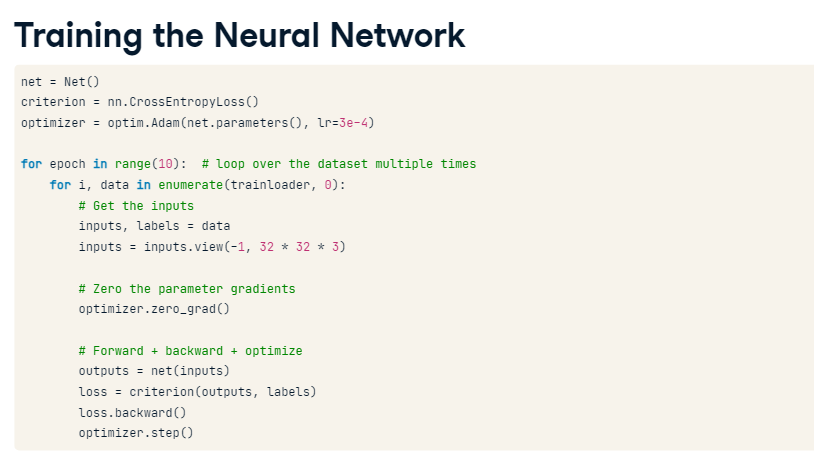 Training the Neural Network
net = Net()
criterion = nn.CrossEntropyLoss()
optimizer = optim.Adam(net.parameters(), lr=3e-4)
for epoch in range(10):  # loop over the dataset multiple times
    for i, data in enumerate(trainloader, 0):
        # Get the inputs
        inputs, labels = data
        inputs = inputs.view(-1, 32 * 32 * 3)
        # Zero the parameter gradients
        optimizer.zero_grad()
        # Forward + backward + optimize
        outputs = net(inputs)
        loss = criterion(outputs, labels)
        loss.backward()
        optimizer.step()